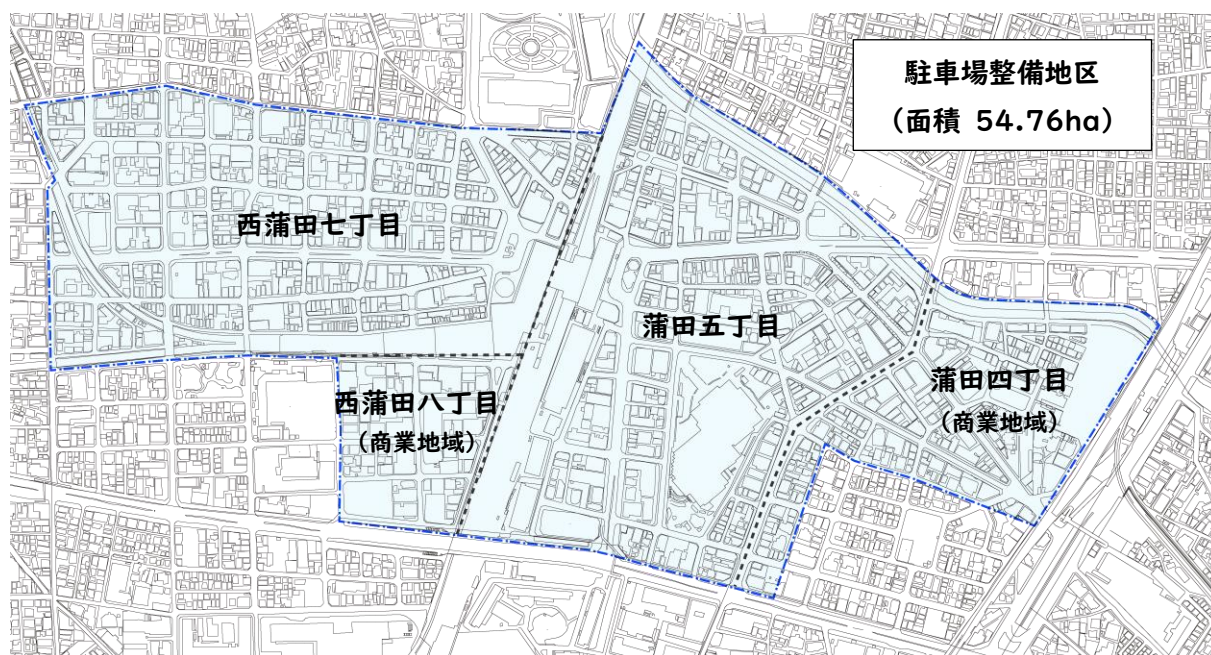 駐車場整備地区
（面積 54.76ha）
西蒲田七丁目
蒲田五丁目
蒲田四丁目
（商業地域）
西蒲田八丁目
（商業地域）